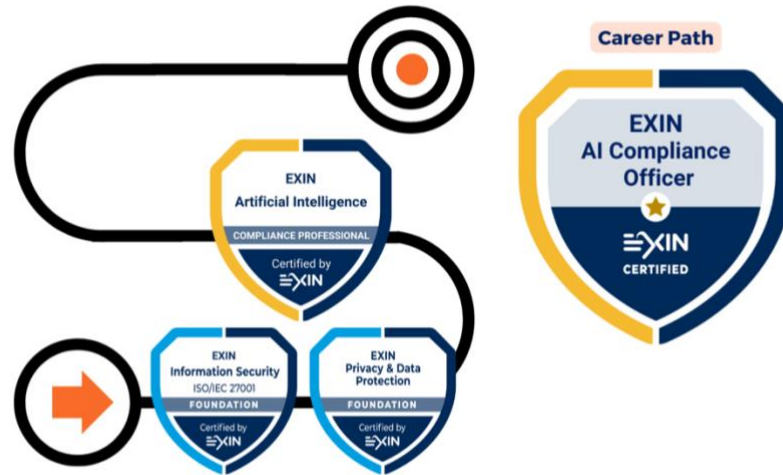 Career Path
EXIN
AI Compliance
Officer
EXIN
CERTIFIED
EXIN
Artificial Intelligence
COMPLIANCE PROFESSIONAL
Certified by
EXIN
EXIN
Information Security
ISO/IEC 27001
FOUNDATION
Certified by
EXIN
EXIN
Privacy & Data
Protection
FOUNDATION
Certified by
EXIN